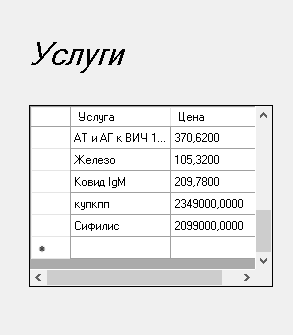 Услуги
Услуга Цена
АТ и АГ к ВИЧ 1... 370,6200
Железо 105,3200
Ковид IgM 209,7800
купкпп 2349000,0000
Сифилис 2099000,0000
*